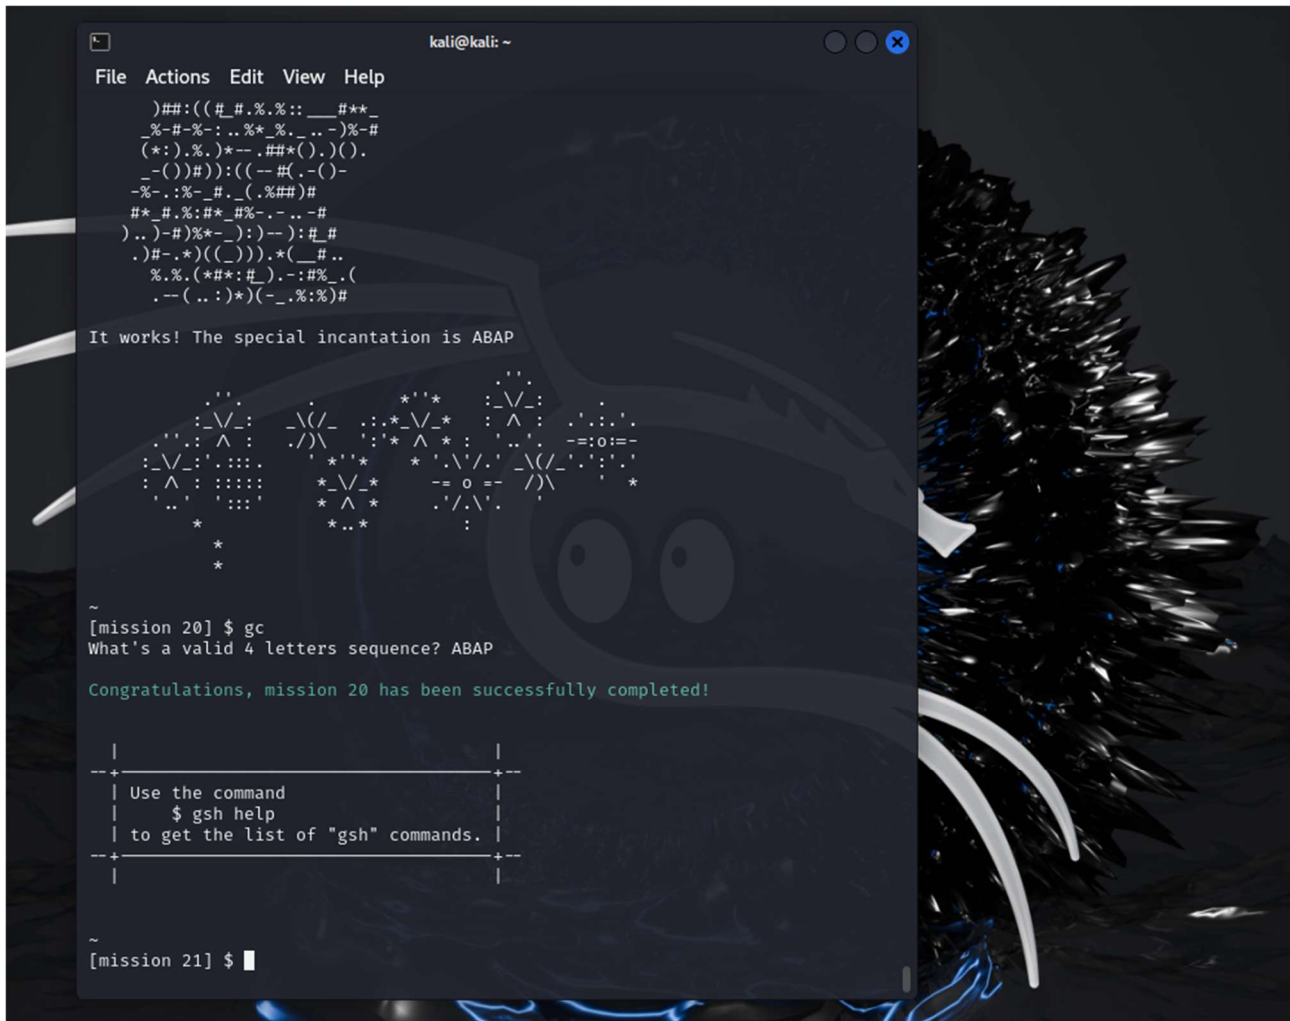 kali@kali: ~
File Actions Edit View Help
)##:((#_#.%.%::___#**_
_%-#-%-:..%*_%._..-)%-#
(*:).%.)*--.##*().)().
_-())#)):((--#(.-()-
-%-.:%-_#._(.%##)#
#*_#.%:#*_#%-.-..-#
)..)-#)%*-_):)--):#_#
.)#-.*)((_))).*(__#..
%.%.(*#*:#_).-:#%_.(
.--(..:)*)(-_.%:%)#
It works! The special incantation is ABAP
~
[mission 20] $ gc
What's a valid 4 letters sequence? ABAP
Congratulations, mission 20 has been successfully completed!
Use the command
$ gsh help
to get the list of "gsh" commands.
~
[mission 21] $